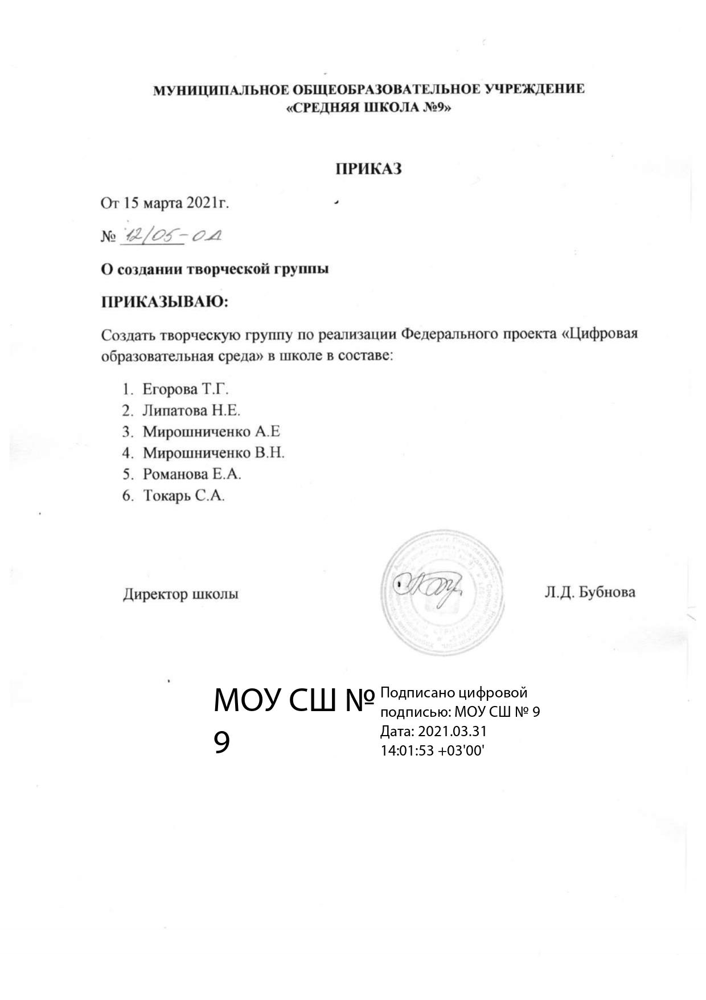 МУНИЦИПАЛЬНОЕ ОБЩЕОБРАЗОВАТЕЛЬНОЕ УЧРЕЖДЕНИЕ
«СРЕДНЯЯ ШКОЛА №9»
ПРИКАЗ
От 15 марта 2021г.
№ 12/05-ОД
О создании творческой группы
ПРИКАЗЫВАЮ:
Создать творческую группу по реализации Федерального проекта «Цифровая
образовательная среда» в школе в составе:
1. Егорова Т.Г.
2. Липатова Н.Е.
3. Мирошниченко А.Е
4. Мирошниченко В.Н.
5. Романова Е.А.
6. Токарь С.А.
Директор школы
Л.Д. Бубнова
МОУ СШ №
9
Подписано цифровой
подписью: МОУ СШ № 9
Дата: 2021.03.31
14:01:53 +03'00'